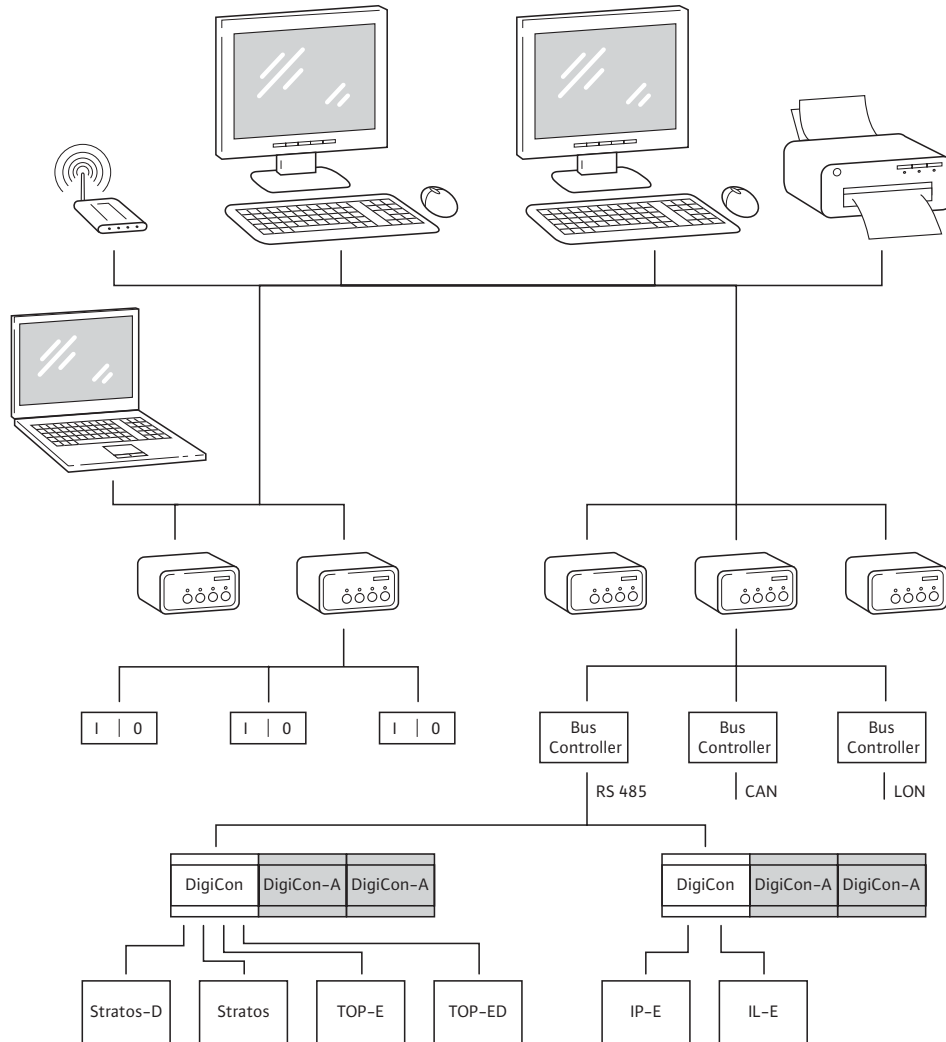 I | 0
I | 0
I | 0
Bus
Controller
Bus
Controller
Bus
Controller
RS 485
CAN
LON
DigiCon
DigiCon-A
DigiCon-A
DigiCon
DigiCon-A
DigiCon-A
Stratos-D
Stratos
TOP-E
TOP-ED
IP-E
IL-E